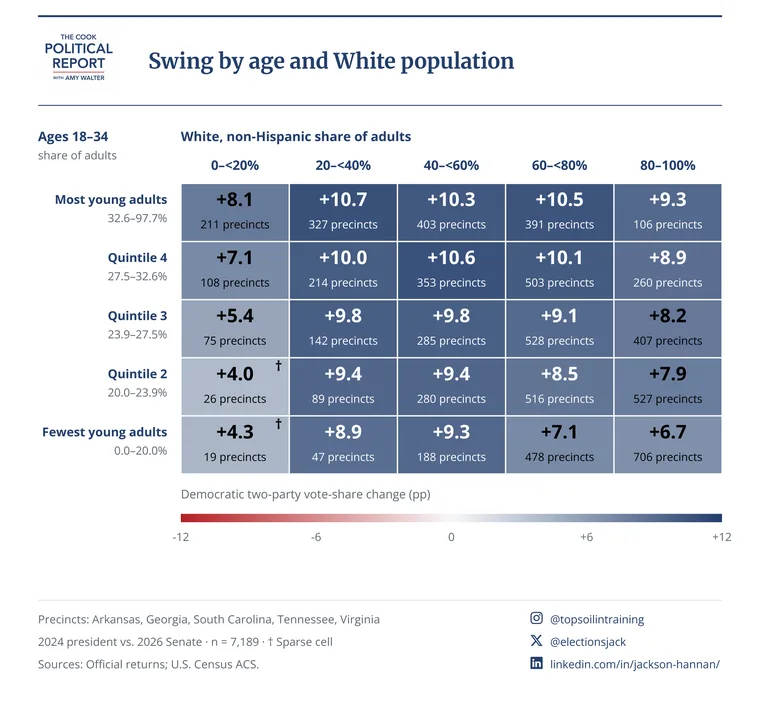 THE COOK
POLITICAL
REPORT
WITH AMY WALTER
Swing by age and White population
Ages 18–34
share of adults
White, non-Hispanic share of adults
0–<20% 20–<40% 40–<60% 60–<80% 80–100%
Most young adults +8.1 +10.7 +10.3 +10.5 +9.3
32.6–97.7% 211 precincts 327 precincts 403 precincts 391 precincts 106 precincts
Quintile 4 +7.1 +10.0 +10.6 +10.1 +8.9
27.5–32.6% 108 precincts 214 precincts 353 precincts 503 precincts 260 precincts
Quintile 3 +5.4 +9.8 +9.8 +9.1 +8.2
23.9–27.5% 75 precincts 142 precincts 285 precincts 528 precincts 407 precincts
Quintile 2 +4.0 † +9.4 +9.4 +8.5 +7.9
20.0–23.9% 26 precincts 89 precincts 280 precincts 516 precincts 527 precincts
Fewest young adults +4.3 † +8.9 +9.3 +7.1 +6.7
0.0–20.0% 19 precincts 47 precincts 188 precincts 478 precincts 706 precincts
Democratic two-party vote-share change (pp)
-12 -6 0 +6 +12
Precincts: Arkansas, Georgia, South Carolina, Tennessee, Virginia
2024 president vs. 2026 Senate · n = 7,189 · † Sparse cell
Sources: Official returns; U.S. Census ACS.
@topsoilintraining
@electionsjack
linkedin.com/in/jackson-hannan/